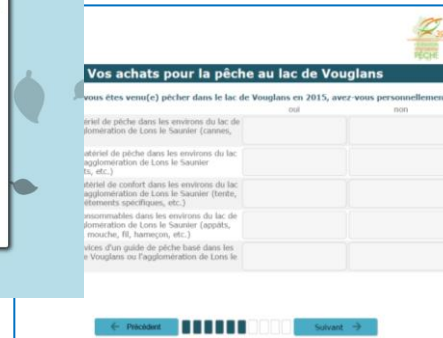 PÊCHE
Vos achats pour la pêche au lac de Vouglans
vous êtes venu(e) pêcher dans le lac de Vouglans en 2015, avez-vous personnellemen
oui non
ériel de pêche dans les environs du lac de
glomération de Lons le Saunier (cannes,
atériel de pêche dans les environs du lac
agglomération de Lons le Saunier
ts, etc.)
tériel de confort dans les environs du lac
agglomération de Lons le Saunier (tente,
êtements spécifiques, etc.)
nsommables dans les environs du lac de
glomération de Lons le Saunier (appâts,
mouche, fil, hameçon, etc.)
vices d'un guide de pêche basé dans les
e Vouglans ou l'agglomération de Lons le
← Précédent Suivant →